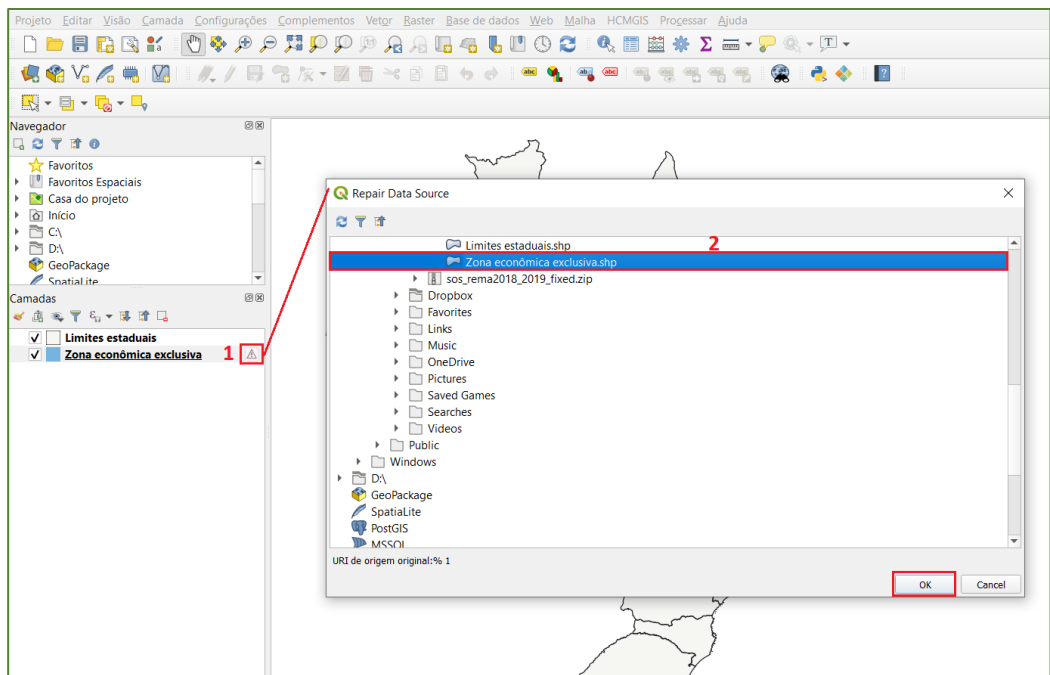 Projeto Editar Visão Camada Configurações Complementos Vetor Raster Base de dados Web Malha HCMGIS Processar Ajuda
Navegador
Favoritos
Favoritos Espaciais
Casa do projeto
Início
C:\
D:\
GeoPackage
SpatiaLite
Camadas
Limites estaduais
Zona econômica exclusiva 1
Repair Data Source
Limites estaduais.shp 2
Zona econômica exclusiva.shp
sos_rema2018_2019_fixed.zip
Dropbox
Favorites
Links
Music
OneDrive
Pictures
Saved Games
Searches
Videos
Public
Windows
D:\
GeoPackage
SpatiaLite
PostGIS
MSSQL
URI de origem original:% 1
OK Cancel